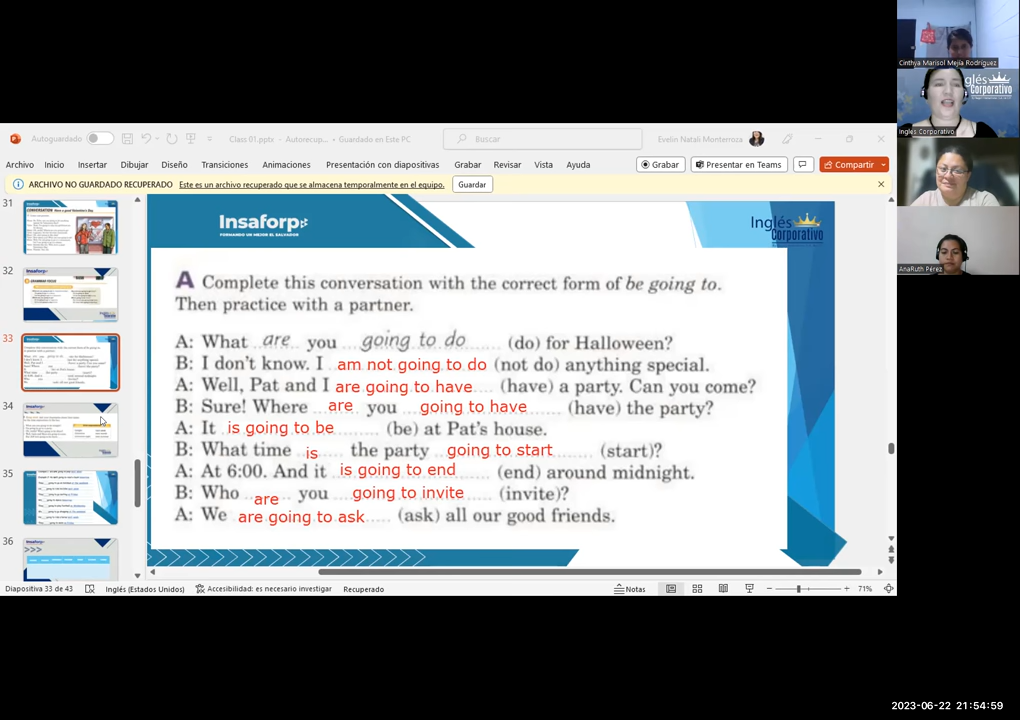 Cinthya Marisol Mejía Rodríguez
Inglés Corporativo
Ingles Corporativo
AnaRuth Pérez
Autoguardado
Class 01.pptx - Autorecup... • Guardado en Este PC
Buscar
Evelin Natali Monterrosa
Archivo Inicio Insertar Dibujar Diseño Transiciones Animaciones Presentación con diapositivas Grabar Revisar Vista Ayuda
Grabar
Presentar en Teams
Compartir
ARCHIVO NO GUARDADO RECUPERADO Este es un archivo recuperado que se almacena temporalmente en el equipo. Guardar
31
32
33
34
35
36
Insaforp
FORMANDO UN MEJOR EL SALVADOR
Inglés Corporativo
A Complete this conversation with the correct form of be going to.
Then practice with a partner.
A: What are you going to do (do) for Halloween?
B: I don't know. I am not going to do (not do) anything special.
A: Well, Pat and I are going to have (have) a party. Can you come?
B: Sure! Where are you going to have (have) the party?
A: It is going to be (be) at Pat's house.
B: What time is the party going to start (start)?
A: At 6:00. And it is going to end (end) around midnight.
B: Who are you going to invite (invite)?
A: We are going to ask (ask) all our good friends.
Diapositiva 33 de 43 Inglés (Estados Unidos) Accesibilidad: es necesario investigar Recuperado
Notas
71%
2023-06-22 21:54:59